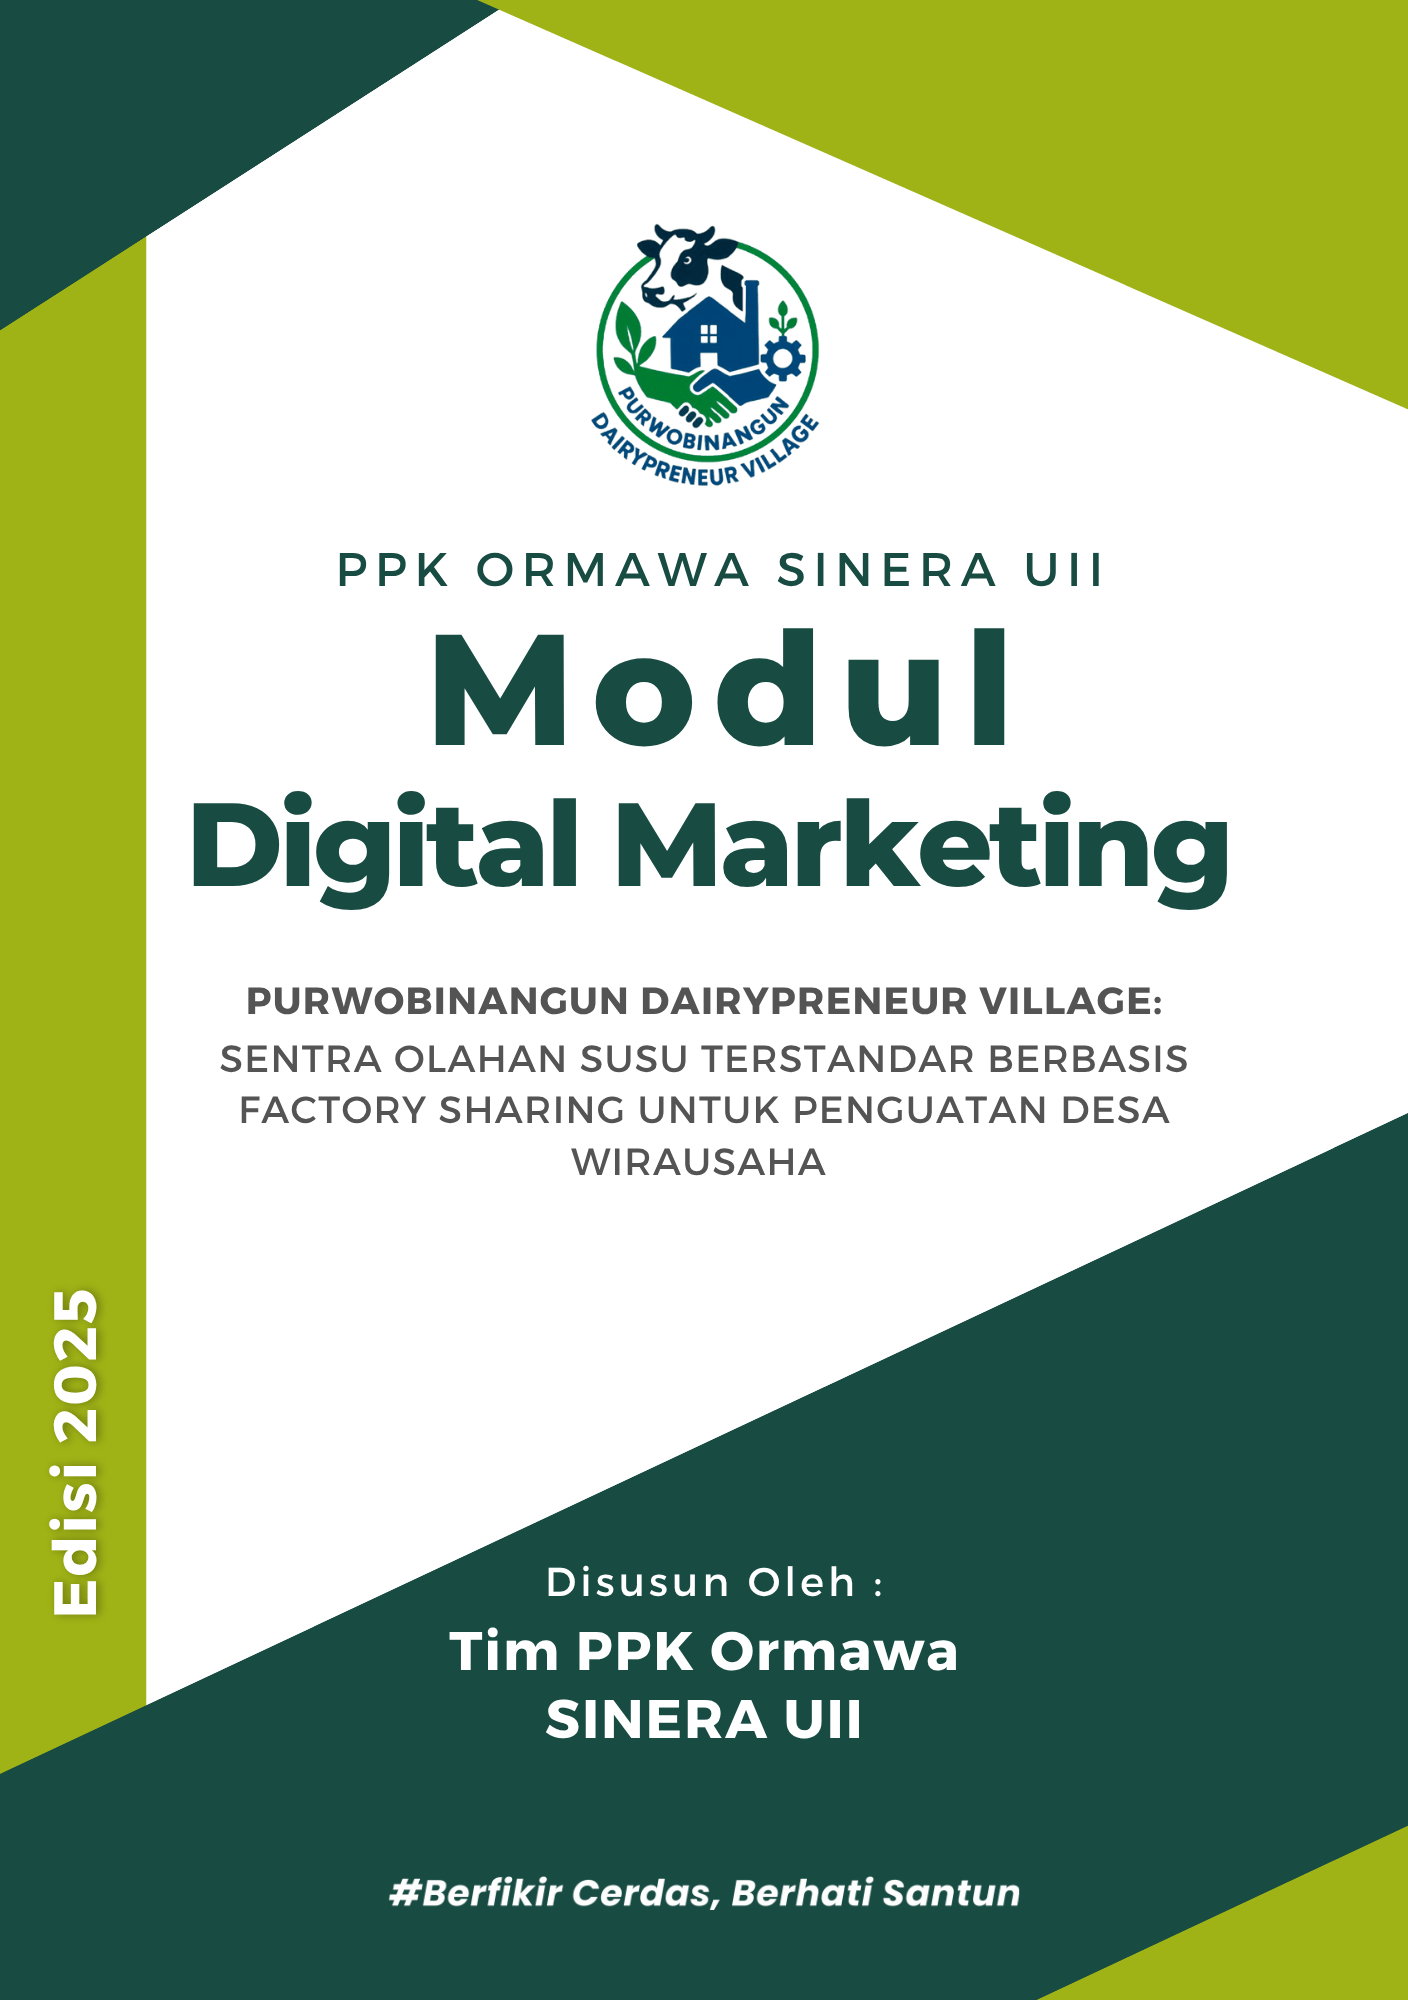 PURWOBINANGUN
DAIRYPRENEUR VILLAGE
PPK ORMAWA SINERA UII
Modul
Digital Marketing
PURWOBINANGUN DAIRYPRENEUR VILLAGE:
SENTRA OLAHAN SUSU TERSTANDAR BERBASIS
FACTORY SHARING UNTUK PENGUATAN DESA
WIRAUSAHA
Edisi 2025
Disusun Oleh :
Tim PPK Ormawa
SINERA UII
#Berfikir Cerdas, Berhati Santun